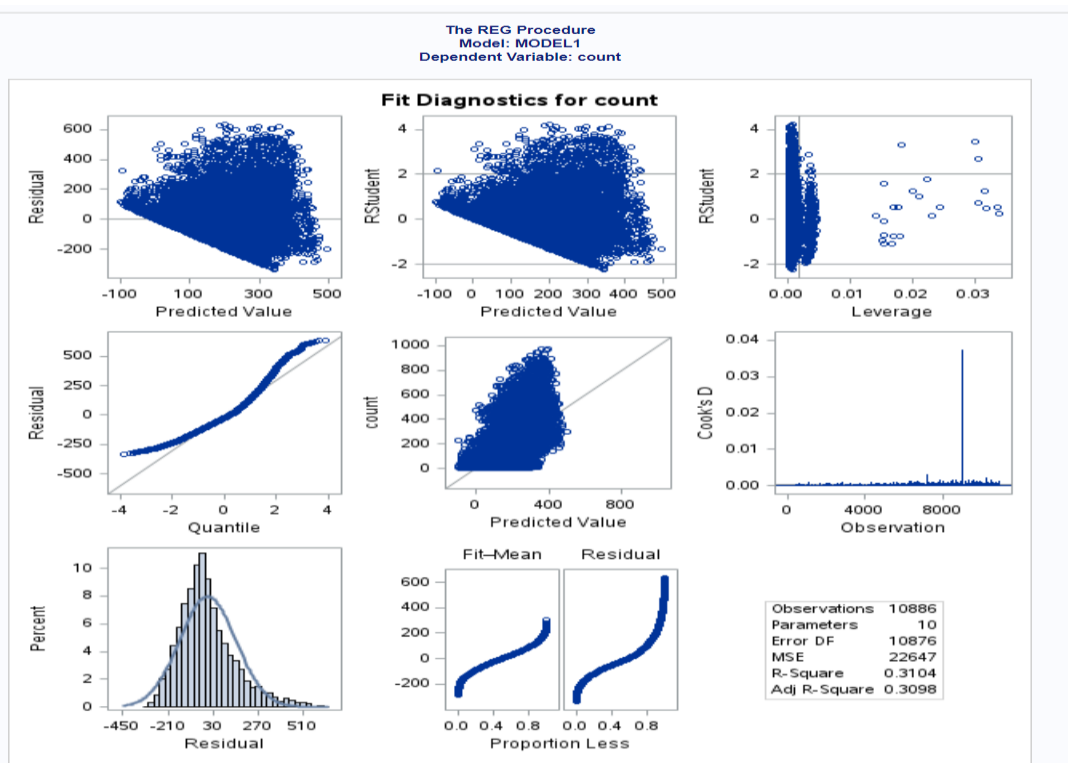 The REG Procedure
Model: MODEL1
Dependent Variable: count
Fit Diagnostics for count
Residual
600
400
200
0
-200
-100 100 300 500
Predicted Value
RStudent
4
2
0
-2
-100 0 100 200 300 400 500
Predicted Value
RStudent
4
2
0
-2
0.00 0.01 0.02 0.03
Leverage
Residual
500
250
0
-250
-500
-4 -2 0 2 4
Quantile
count
1000
800
600
400
200
0
0 400 800
Predicted Value
Cook's D
0.04
0.03
0.02
0.01
0.00
0 4000 8000
Observation
Percent
10
8
6
4
2
0
-450 -210 30 270 510
Residual
Fit–Mean Residual
600
400
200
0
-200
0.0 0.4 0.8 0.0 0.4 0.8
Proportion Less
Observations 10886
Parameters 10
Error DF 10876
MSE 22647
R-Square 0.3104
Adj R-Square 0.3098